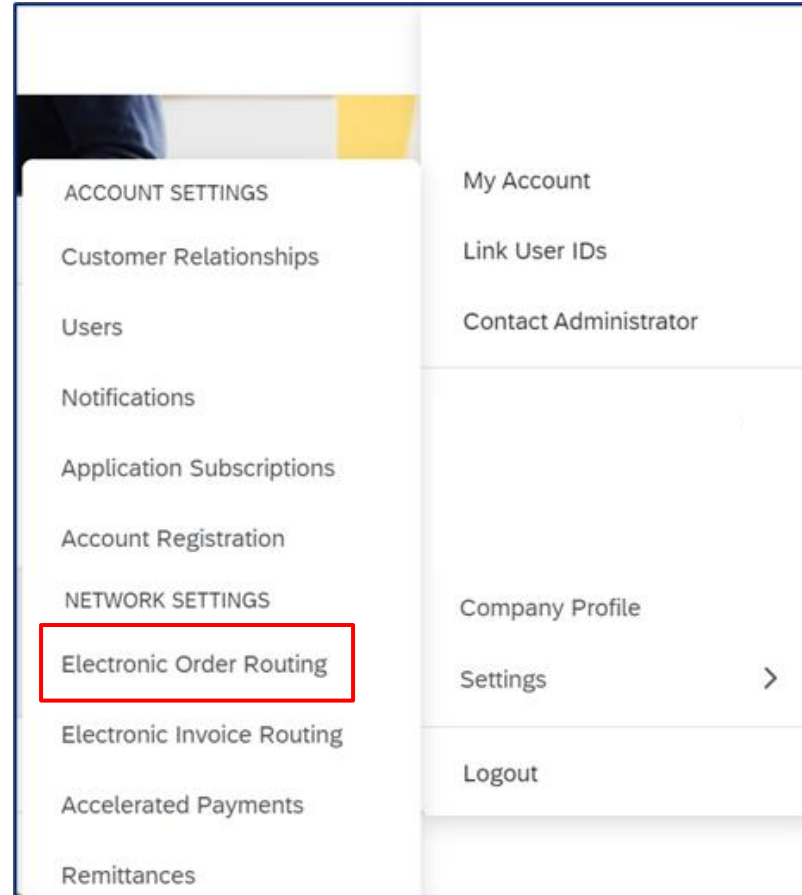 ACCOUNT SETTINGS
Customer Relationships
Users
Notifications
Application Subscriptions
Account Registration
NETWORK SETTINGS
Electronic Order Routing
Electronic Invoice Routing
Accelerated Payments
Remittances
My Account
Link User IDs
Contact Administrator
Company Profile
Settings
Logout